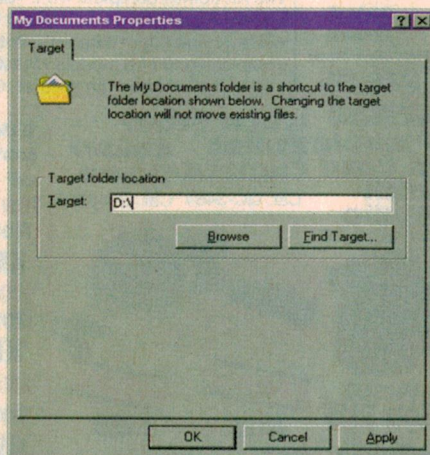 My Documents Properties
Target
The My Documents folder is a shortcut to the target
folder location shown below. Changing the target
location will not move existing files.
Target folder location
Target: D:\
Browse Find Target...
OK Cancel Apply